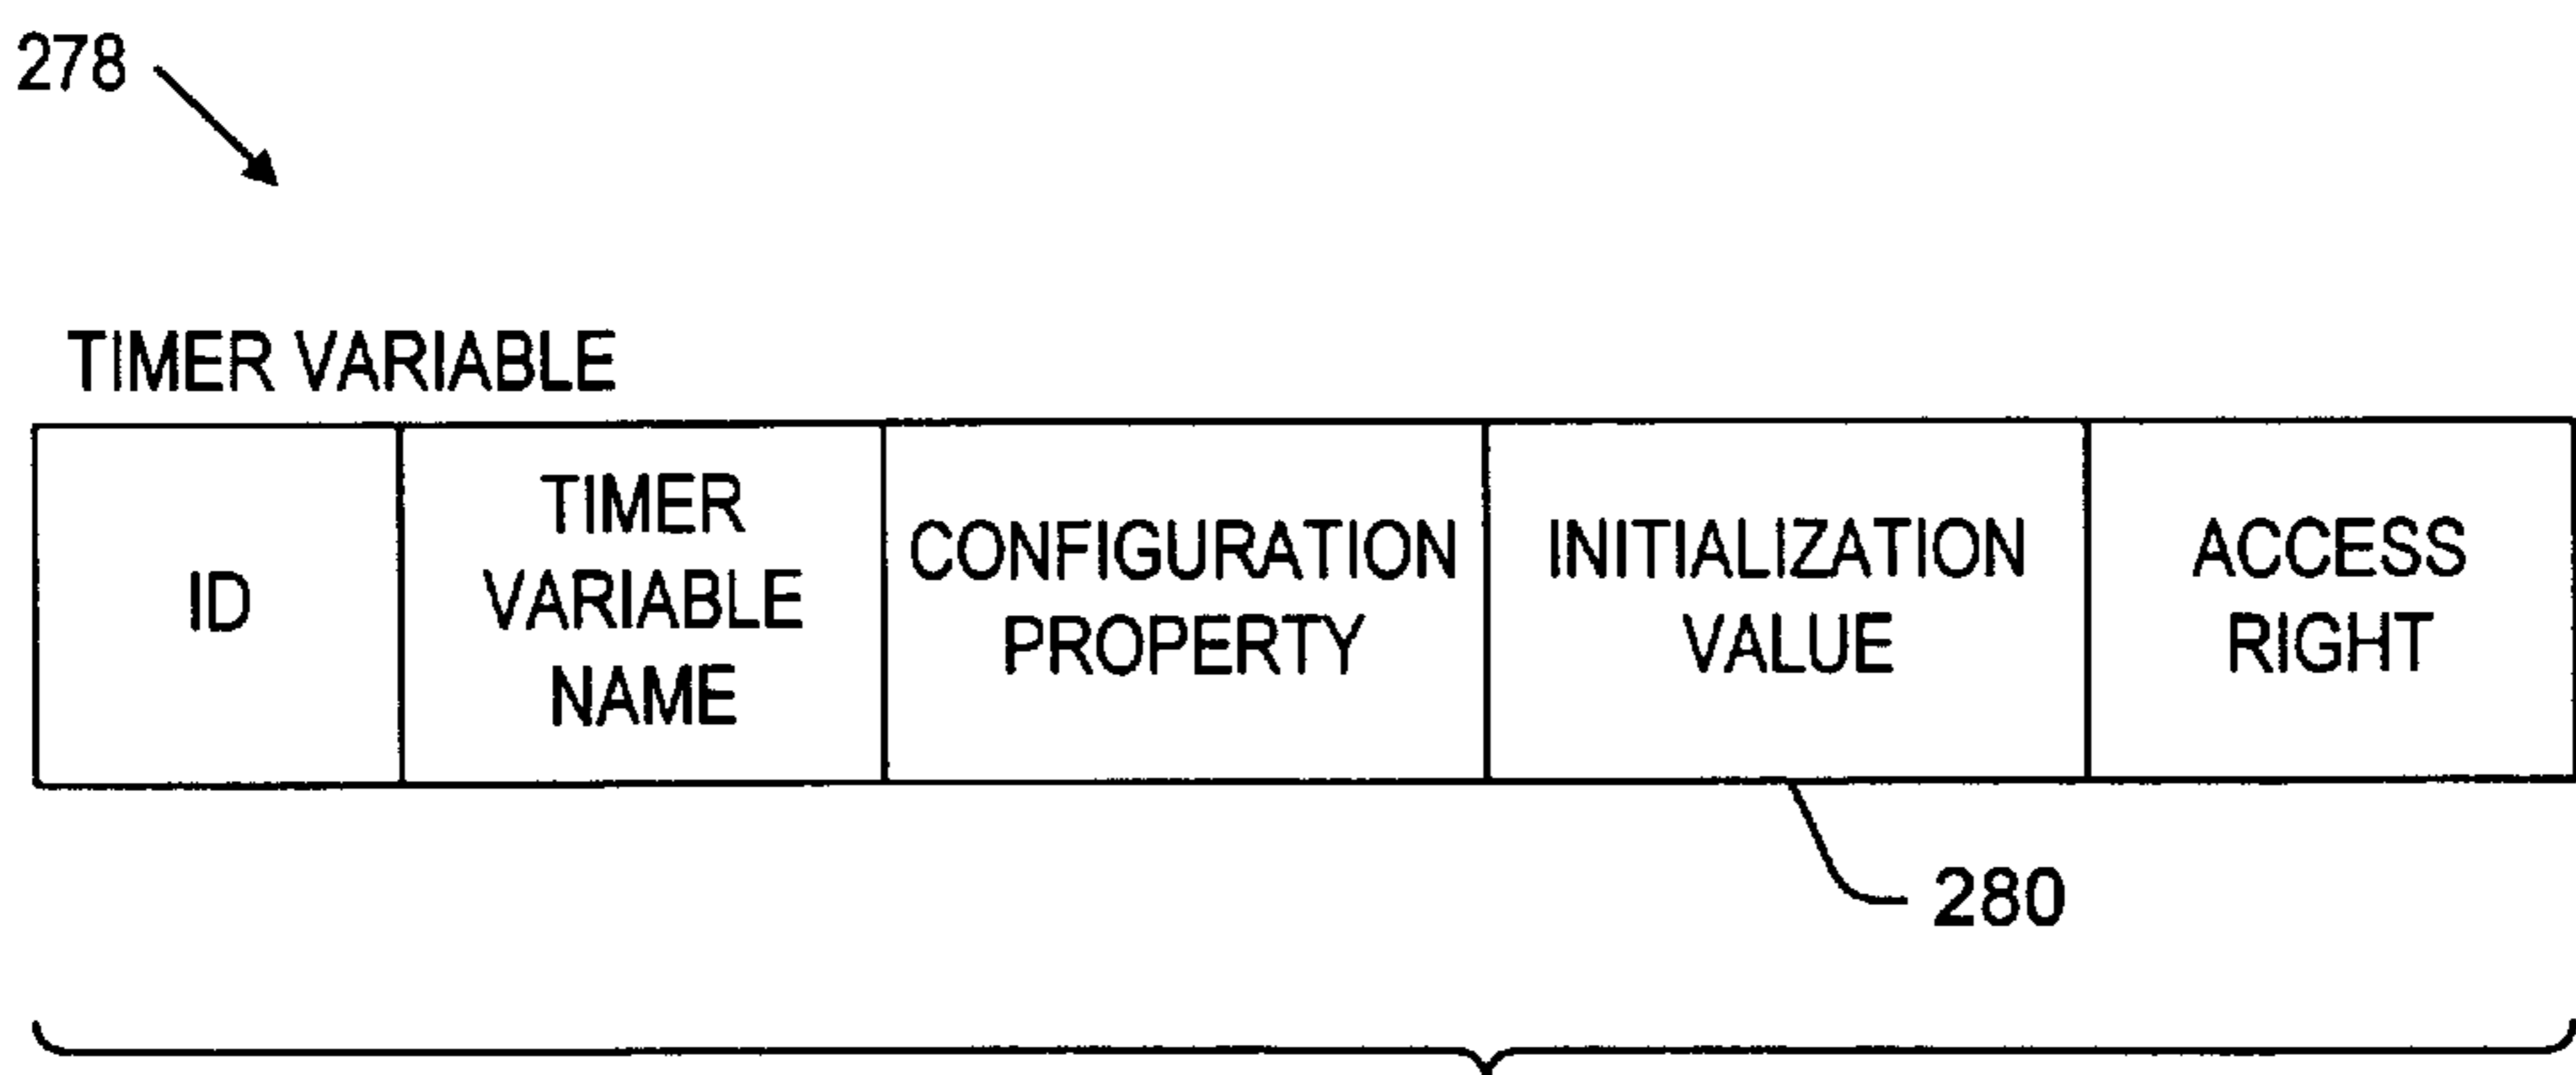 278
TIMER VARIABLE
ID
TIMER
VARIABLE
NAME
CONFIGURATION
PROPERTY
INITIALIZATION
VALUE
ACCESS
RIGHT
280